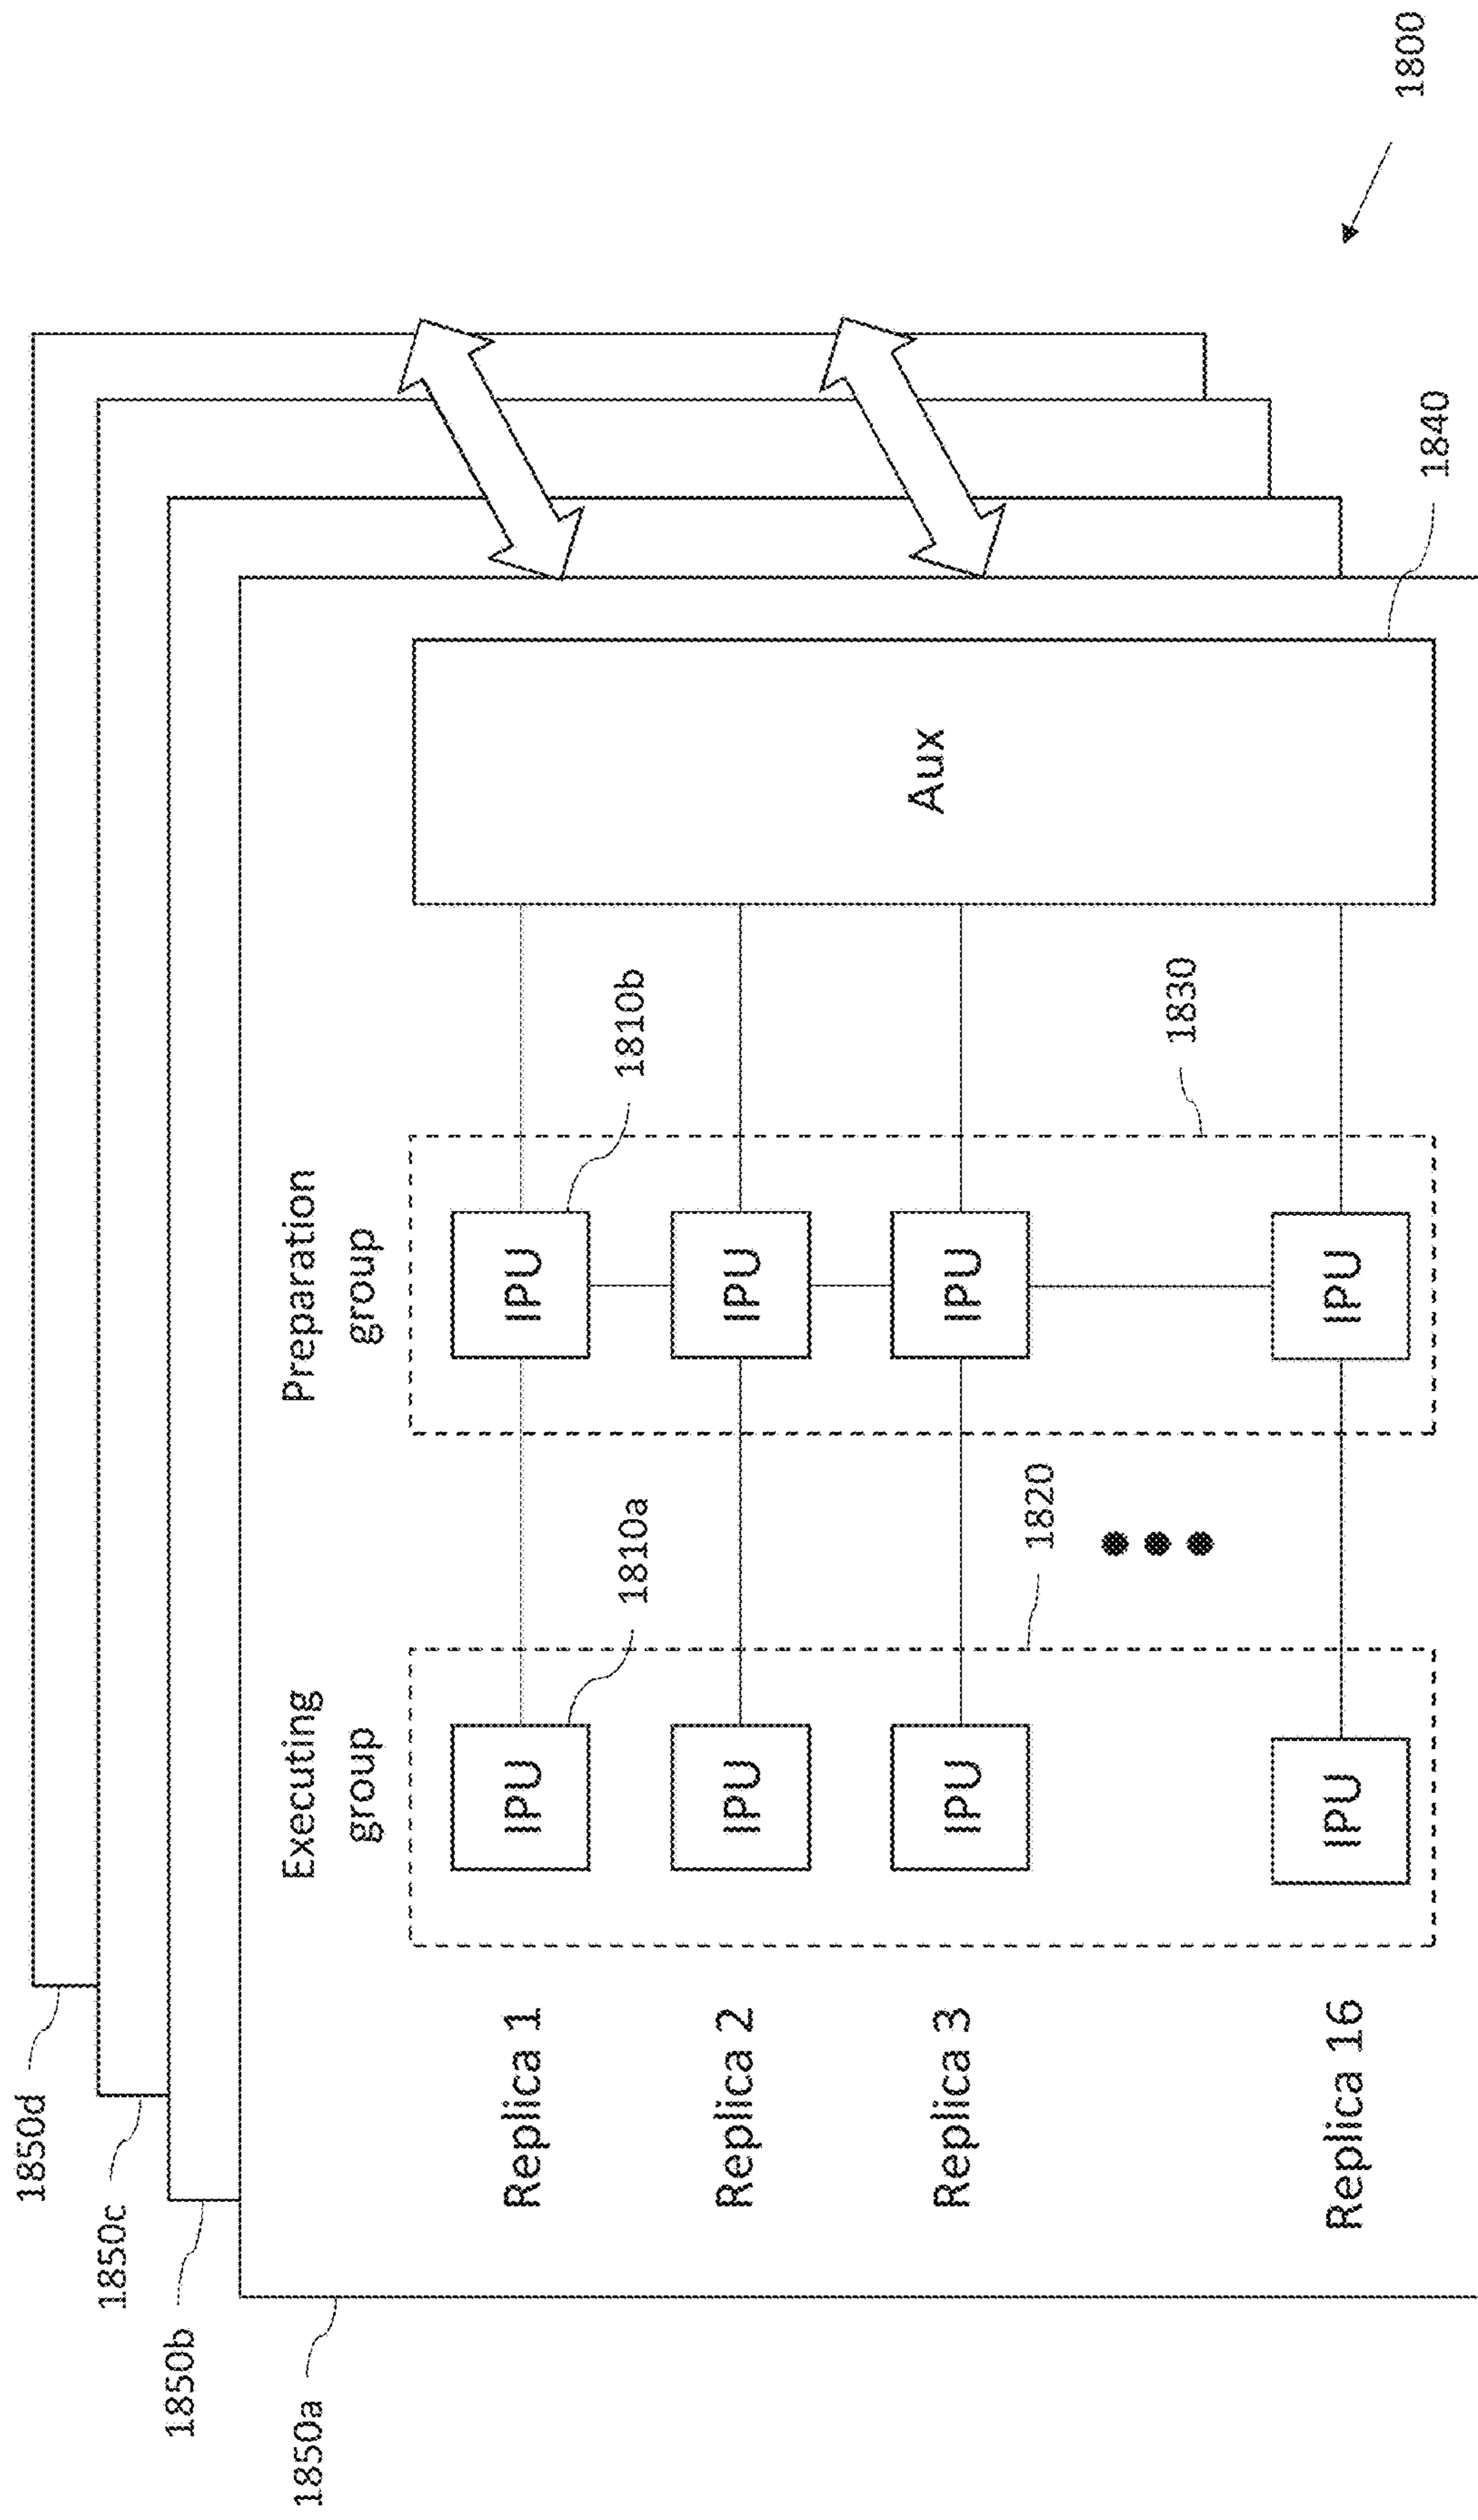 1850d
1850c
1850b
1850a
1800
Executing
group
Preparation
group
Replica 1
IPU
IPU
1810a
1810b
Replica 2
IPU
IPU
Aux
Replica 3
IPU
IPU
1820
1830
Replica 16
IPU
IPU
1840